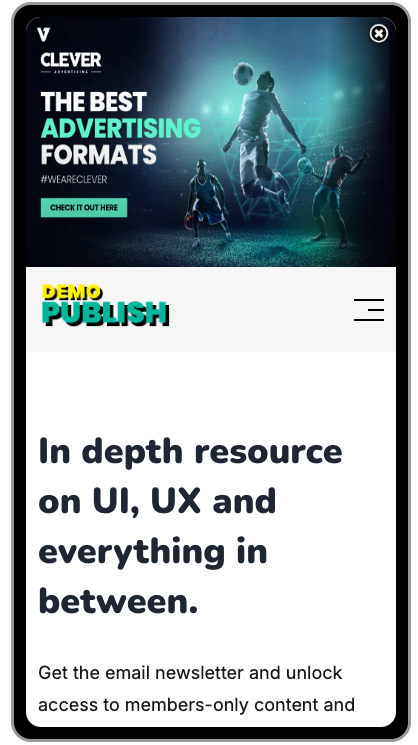 CLEVER
ADVERTISING
THE BEST
ADVERTISING
FORMATS
#WEARECLEVER
CHECK IT OUT HERE
DEMO
PUBLISH
In depth resource
on UI, UX and
everything in
between.
Get the email newsletter and unlock
access to members-only content and